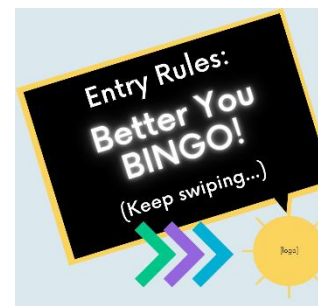 Entry Rules:
Better You
BINGO!
(Keep swiping...)
[logo]